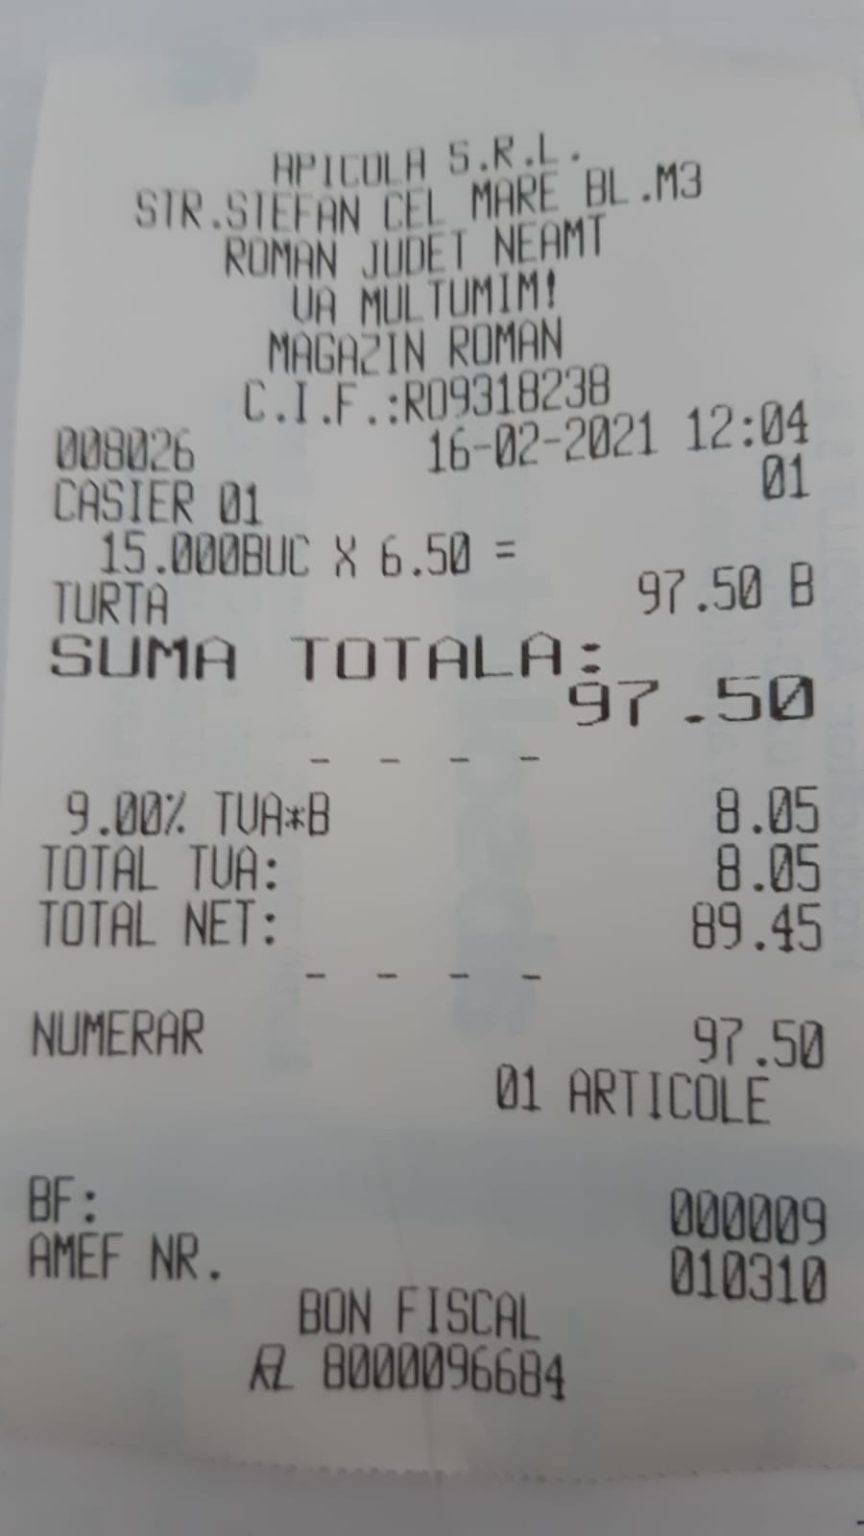 APICOLA S.R.L.
STR.STEFAN CEL MARE BL.M3
ROMAN JUDET NEAMT
VA MULTUMIM!
MAGAZIN ROMAN
C.I.F.:RO9318238
008026 16-02-2021 12:04
CASIER 01 01
15.000BUC X 6.50 =
TURTA 97.50 B
SUMA TOTALA:
97.50
- - - -
9.00% TVA*B 8.05
TOTAL TVA: 8.05
TOTAL NET: 89.45
- - - -
NUMERAR 97.50
01 ARTICOLE
BF: 000009
AMEF NR. 010310
BON FISCAL
8000096684